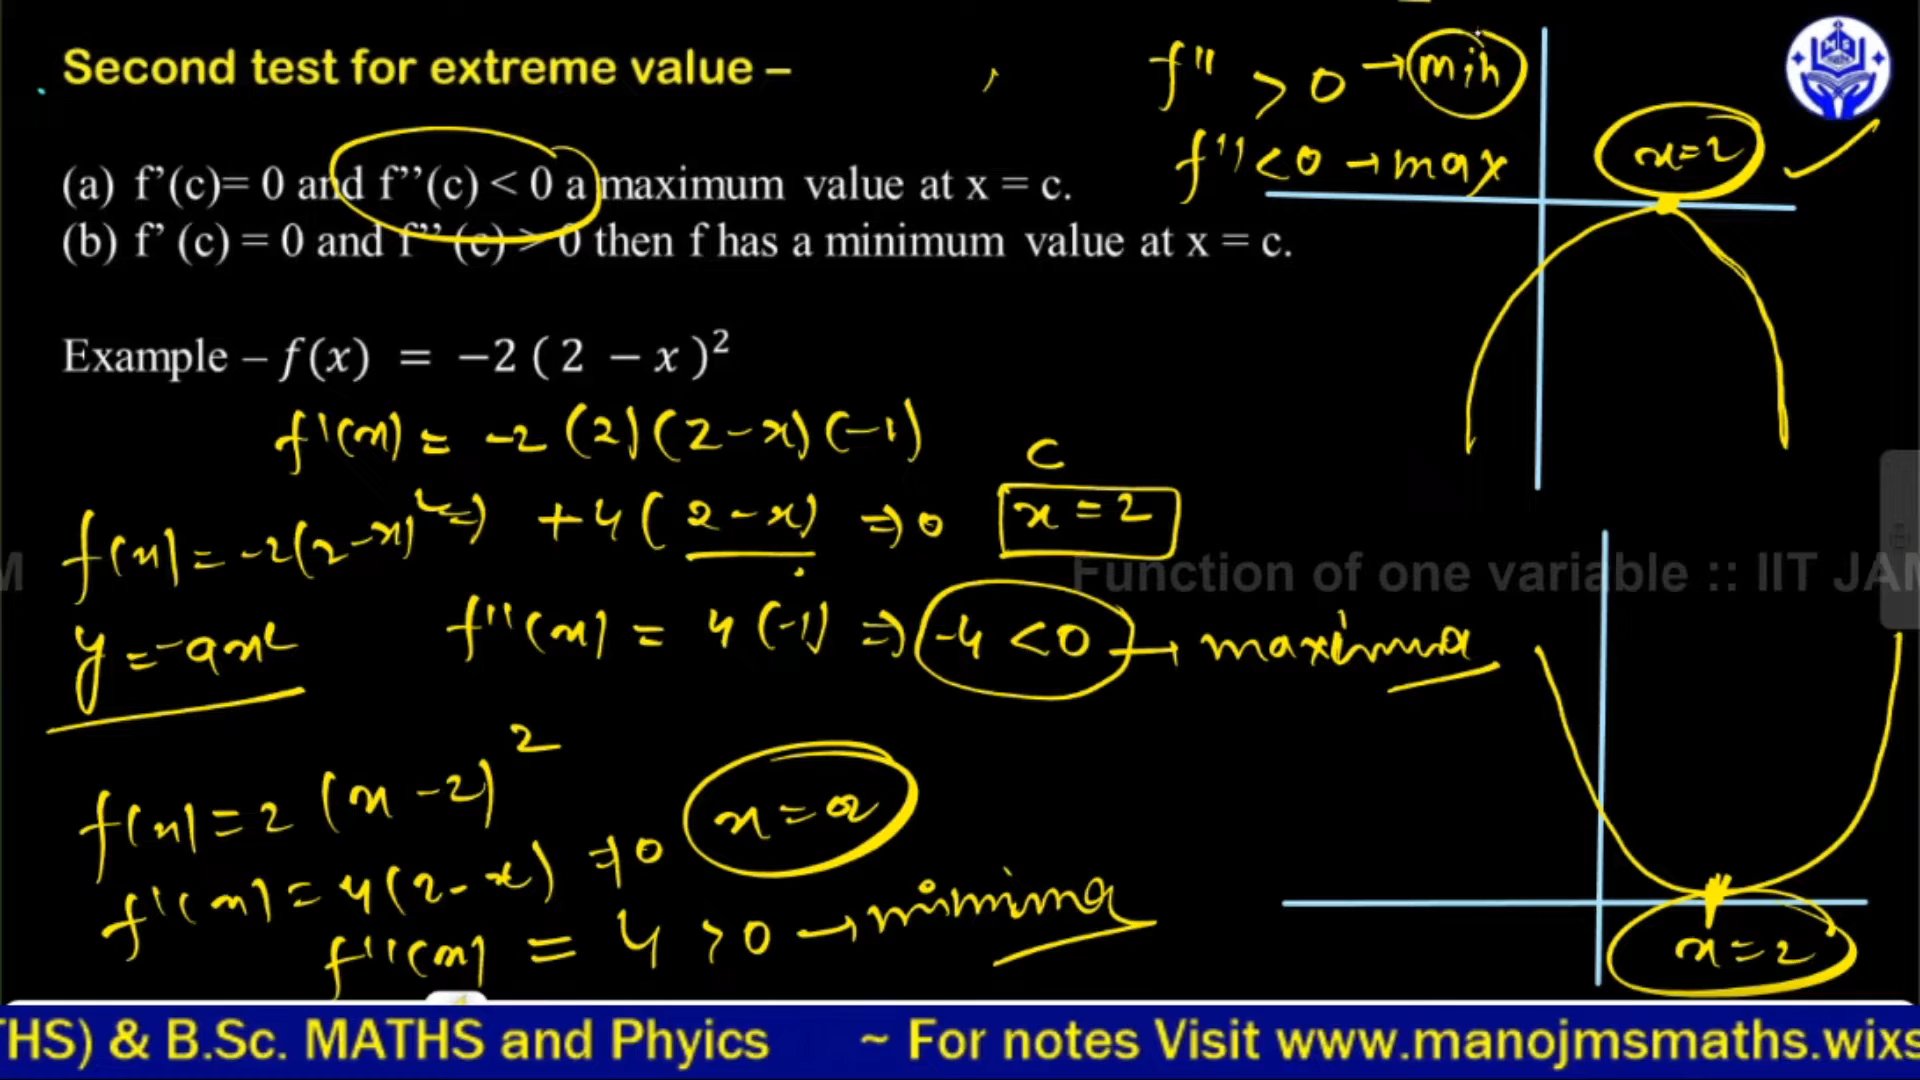 Second test for extreme value –
f'' > 0 → min
f'' < 0 → max
x=2
(a) f’(c)= 0 and f’’(c) < 0 a maximum value at x = c.
(b) f’ (c) = 0 and f’’ (c) > 0 then f has a minimum value at x = c.
Example – f(x) = −2 ( 2 − x )²
f'(x) = -2 (2) (2-x) (-1)
C
f(x) = -2(2-x)² ⇒ +4 (2-x) ⇒ 0 x = 2
M Function of one variable :: IIT JAM
y = -ax²
f''(x) = 4 (-1) ⇒ -4 < 0 → maxima
f(x) = 2 (x-2)²
f'(x) = 4(2-x) ⇒ 0 x = 2
f''(x) = 4 > 0 → minima
x=2
THS) & B.Sc. MATHS and Phyics ~ For notes Visit www.manojmsmaths.wixs